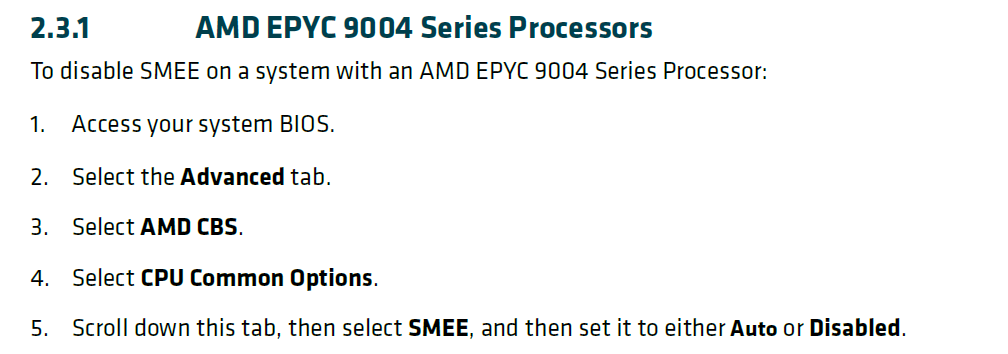 2.3.1 AMD EPYC 9004 Series Processors
To disable SMEE on a system with an AMD EPYC 9004 Series Processor:
1. Access your system BIOS.
2. Select the Advanced tab.
3. Select AMD CBS.
4. Select CPU Common Options.
5. Scroll down this tab, then select SMEE, and then set it to either Auto or Disabled.